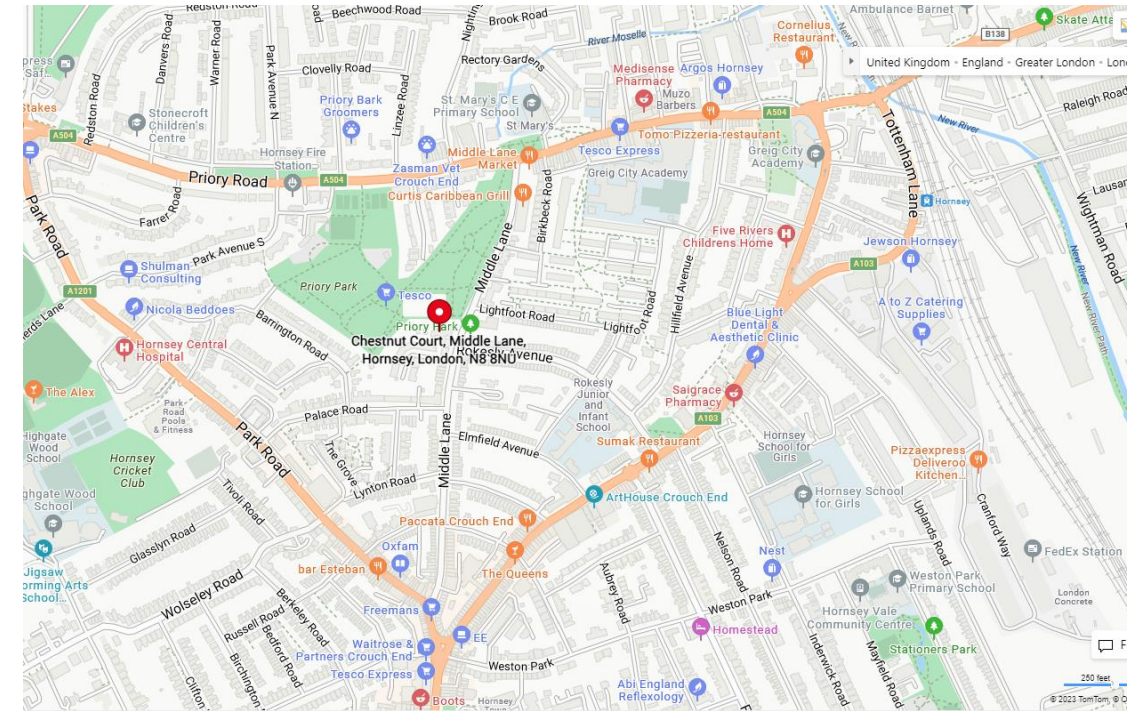 Redston Road
Beechwood Road
Brook Road
Ambulance Barnet
Skate Atta
Cornelius
Restaurant
B138
River Moselle
Danvers Road
Warner Road
Park Avenue N
Clovelly Road
Rectory Gardens
Medisense
Pharmacy
Argos Hornsey
United Kingdom - England - Greater London - Lon
Raleigh Road
New River
Stakes
A504
Redston Road
Stonecroft
Children's
Centre
Priory Bark
Groomers
Linzee Road
St. Mary's C E
Primary School
St Mary's
Muzo
Barbers
Tomo Pizzeria-restaurant
A504
Tottenham Lane
Hornsey Fire
Station
Zasman Vet
Crouch End
Middle Lane
Market
Tesco Express
Greig City
Academy
Greig City Academy
Priory Road
A504
Curtis Caribbean Grill
Birkbeck Road
Hornsey
Wightman Road
Park Road
Farrer Road
Park Avenue S
Middle Lane
Five Rivers
Childrens Home
Jewson Hornsey
Shulman
Consulting
A103
New River
A1201
Priory Park
Tesco
Hillfield Avenue
A to Z Catering
Supplies
New River Path
Nicola Beddoes
Barrington Road
Priory Park
Lightfoot Road
Lightfoot Road
Blue Light
Dental &
Aesthetic Clinic
Hornsey Central
Hospital
Chestnut Court, Middle Lane,
Hornsey, London, N8 8NU
Rokesly Avenue
The Alex
Park
Road
Pools
& Fitness
Palace Road
Rokesly
Junior
and
Infant
School
Saigrace
Pharmacy
A103
Highgate
Wood
School
Hornsey
Cricket
Club
Park Road
The Grove
Middle Lane
Elmfield Avenue
Sumak Restaurant
Hornsey
School for
Girls
Pizzaexpress
Deliveroo
Kitchen...
Tivoli Road
Lynton Road
ghgate Wood
School
ArtHouse Crouch End
Hornsey School
for Girls
Cranford Way
Glasslyn Road
Paccata Crouch End
Uplands Road
Oxfam
Nelson Road
Jigsaw
orming Arts
School...
bar Esteban
The Queens
Nest
FedEx Station
Wolseley Road
Berkeley Road
Aubrey Road
Weston Park
Primary School
London
Concrete
Freemans
Weston Park
Hornsey Vale
Community Centre
Russell Road
Bedford Road
Homestead
Stationers Park
EE
Waitrose &
Partners Crouch End
Birchington
Weston Park
Inderwick Road
Mayfield Road
Tesco Express
Abi England
Reflexology
250 feet
Clifton
Boots
Hornsey
© 2023 TomTom, ©